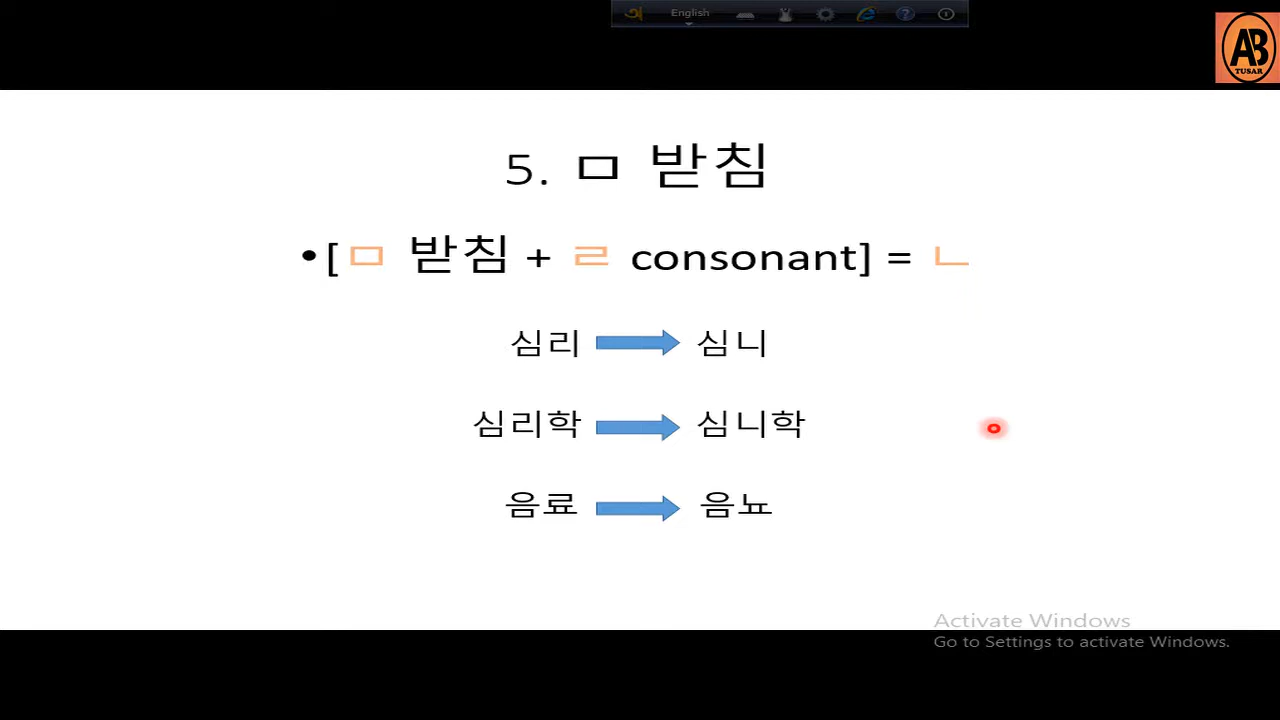 English
AB
TUSAR
5. ㅁ 받침
•[ㅁ 받침 + ㄹ consonant] = ㄴ
심리 심니
심리학 심니학
음료 음뇨
Activate Windows
Go to Settings to activate Windows.